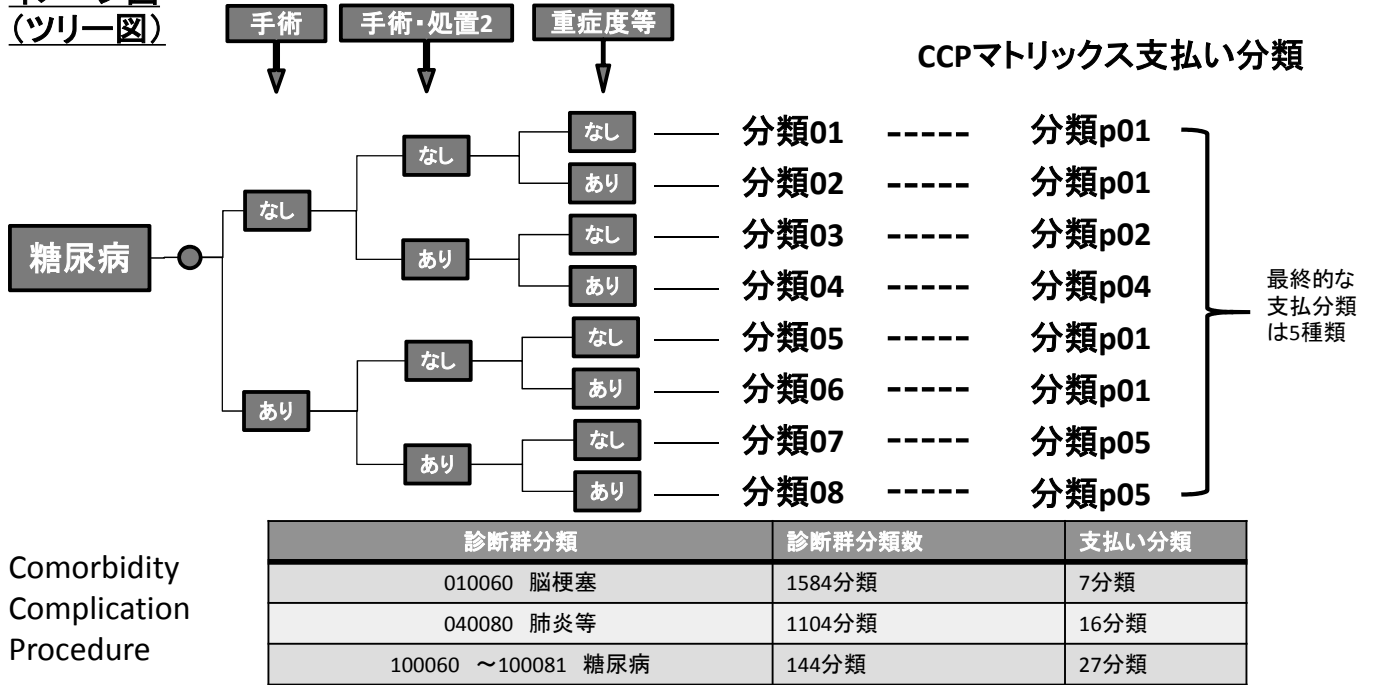 （ツリー図）
手術
手術・処置2
重症度等
CCPマトリックス支払い分類
なし
分類01 ----- 分類p01
なし
あり
分類02 ----- 分類p01
なし
なし
分類03 ----- 分類p02
あり
糖尿病
あり
分類04 ----- 分類p04
最終的な
支払分類
は5種類
なし
分類05 ----- 分類p01
なし
あり
分類06 ----- 分類p01
あり
なし
分類07 ----- 分類p05
あり
あり
分類08 ----- 分類p05
診断群分類 診断群分類数 支払い分類
010060 脳梗塞 1584分類 7分類
040080 肺炎等 1104分類 16分類
100060 ～100081 糖尿病 144分類 27分類
Comorbidity
Complication
Procedure